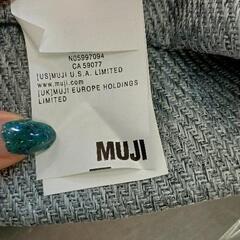 N05997094
CA 59077
[US]MUJI U.S.A. LIMITED
www.muji.com
[UK]MUJI EUROPE HOLDINGS
LIMITED
MUJI